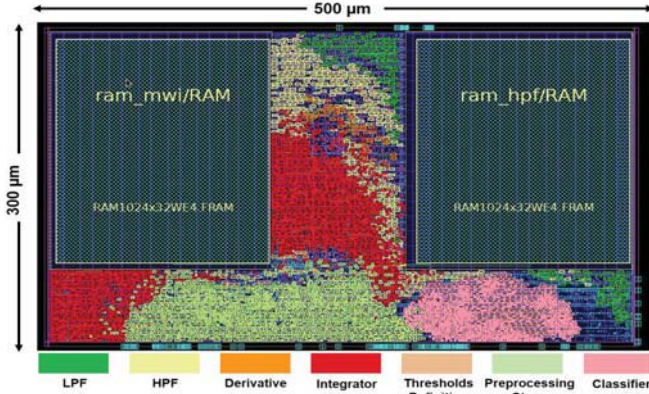 500 µm
300 µm
ram_mwi/RAM
ram_hpf/RAM
RAM1024x32WE4.FRAM
RAM1024x32WE4.FRAM
LPF
HPF
Derivative
Integrator
Thresholds
Preprocessing
Classifier